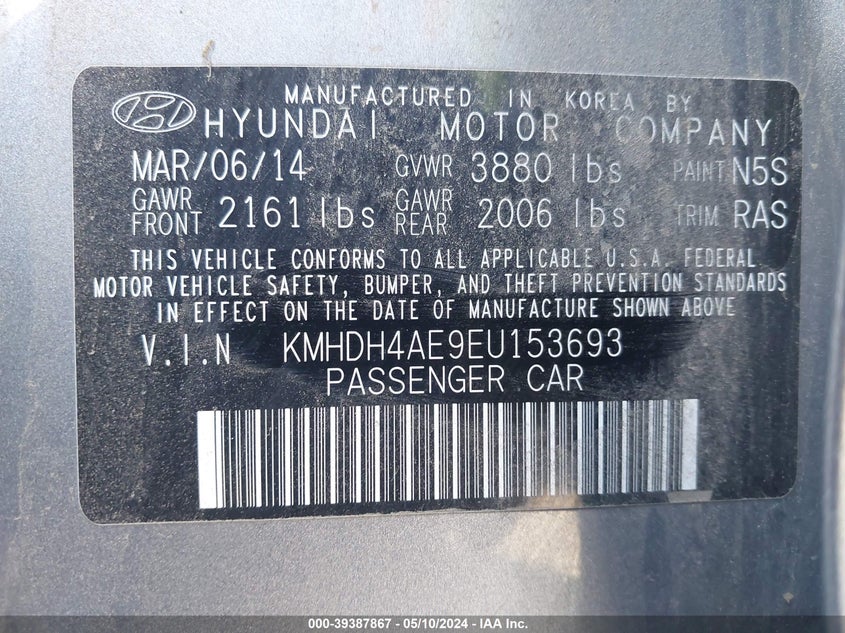 MANUFACTURED IN KOREA BY
HYUNDAI MOTOR COMPANY
MAR/06/14 GVWR 3880 lbs PAINT N5S
GAWR FRONT 2161 lbs GAWR REAR 2006 lbs TRIM RAS
THIS VEHICLE CONFORMS TO ALL APPLICABLE U.S.A. FEDERAL
MOTOR VEHICLE SAFETY, BUMPER, AND THEFT PREVENTION STANDARDS
IN EFFECT ON THE DATE OF MANUFACTURE SHOWN ABOVE
V.I.N KMHDH4AE9EU153693
PASSENGER CAR
000-39387867 - 05/10/2024 - IAA Inc.